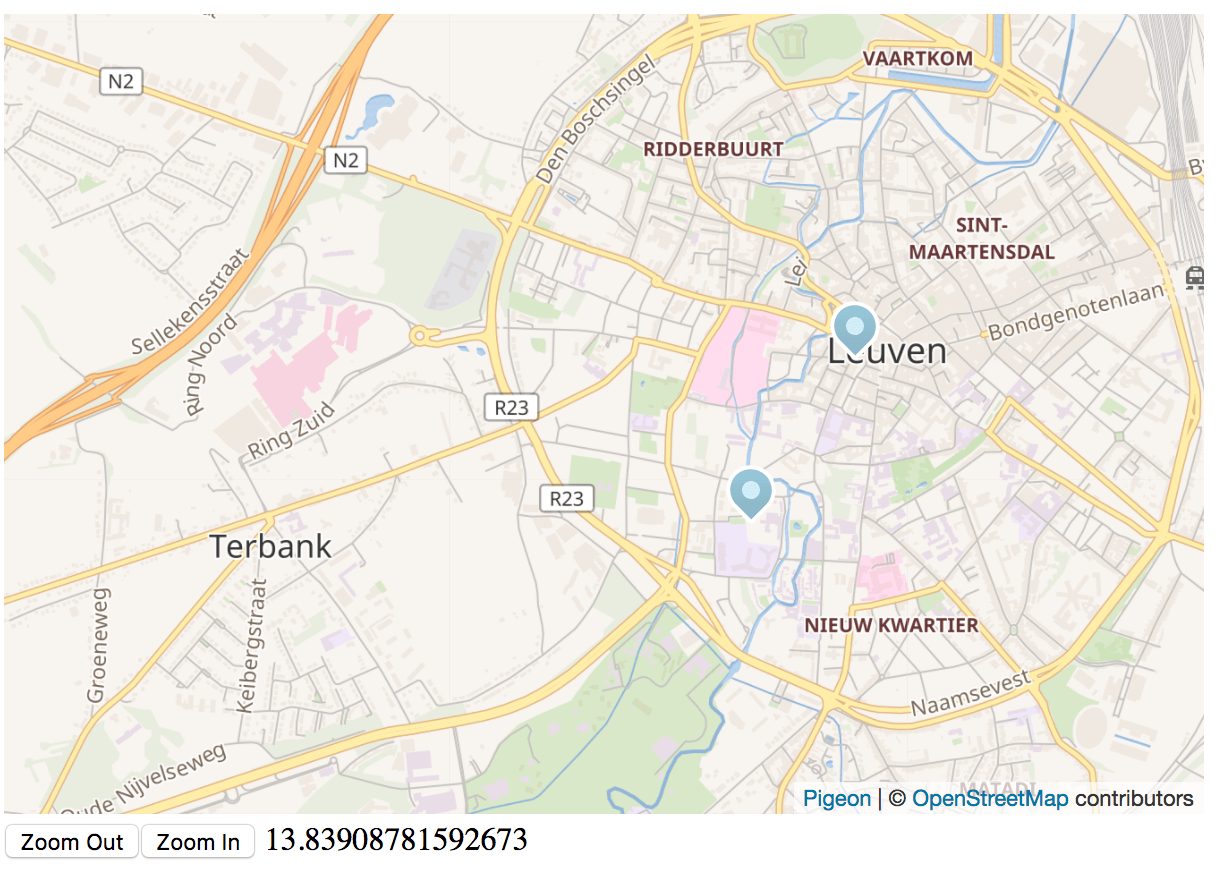 VAARTKOM
N2
Den Boschsingel
RIDDERBUURT
N2
SINT-
MAARTENSDAL
Lei
Sellekensstraat
Bondgenotenlaan
Ring Noord
Leuven
R23
Ring Zuid
R23
Terbank
Groeneweg
Keibergstraat
NIEUW KWARTIER
Naamsevest
Oude Nijvelseweg
MATADI
Pigeon | © OpenStreetMap contributors
Zoom Out Zoom In 13.83908781592673